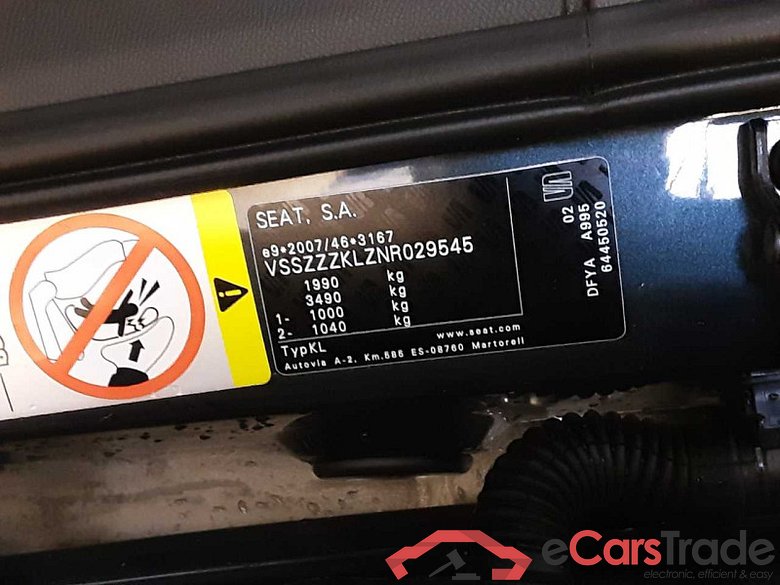 SEAT, S.A.
e9*2007/46*3167
VSSZZZKLZNR029545
1990 kg
3490 kg
1- 1000 kg
2- 1040 kg
TypKL
www.seat.com
Autovia A-2, Km.586 ES-08760 Martorell
02
DFYA A995
64450520
eCarsTrade
electronic, efficient & easy